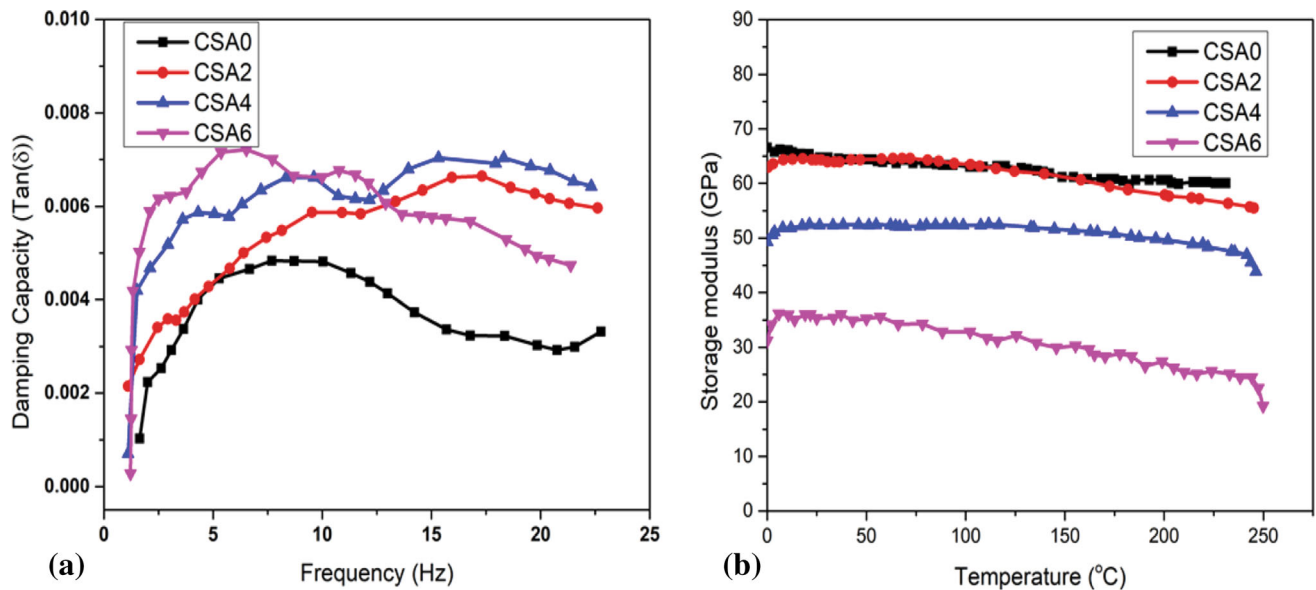 0.010
0.008
0.006
0.004
0.002
0.000
Damping Capacity (Tan(δ))
CSA0
CSA2
CSA4
CSA6
0 5 10 15 20 25
Frequency (Hz)
(a)
90
80
70
65
60
50
40
30
20
10
0
Storage modulus (GPa)
CSA0
CSA2
CSA4
CSA6
0 50 100 150 200 250
Temperature (°C)
(b)